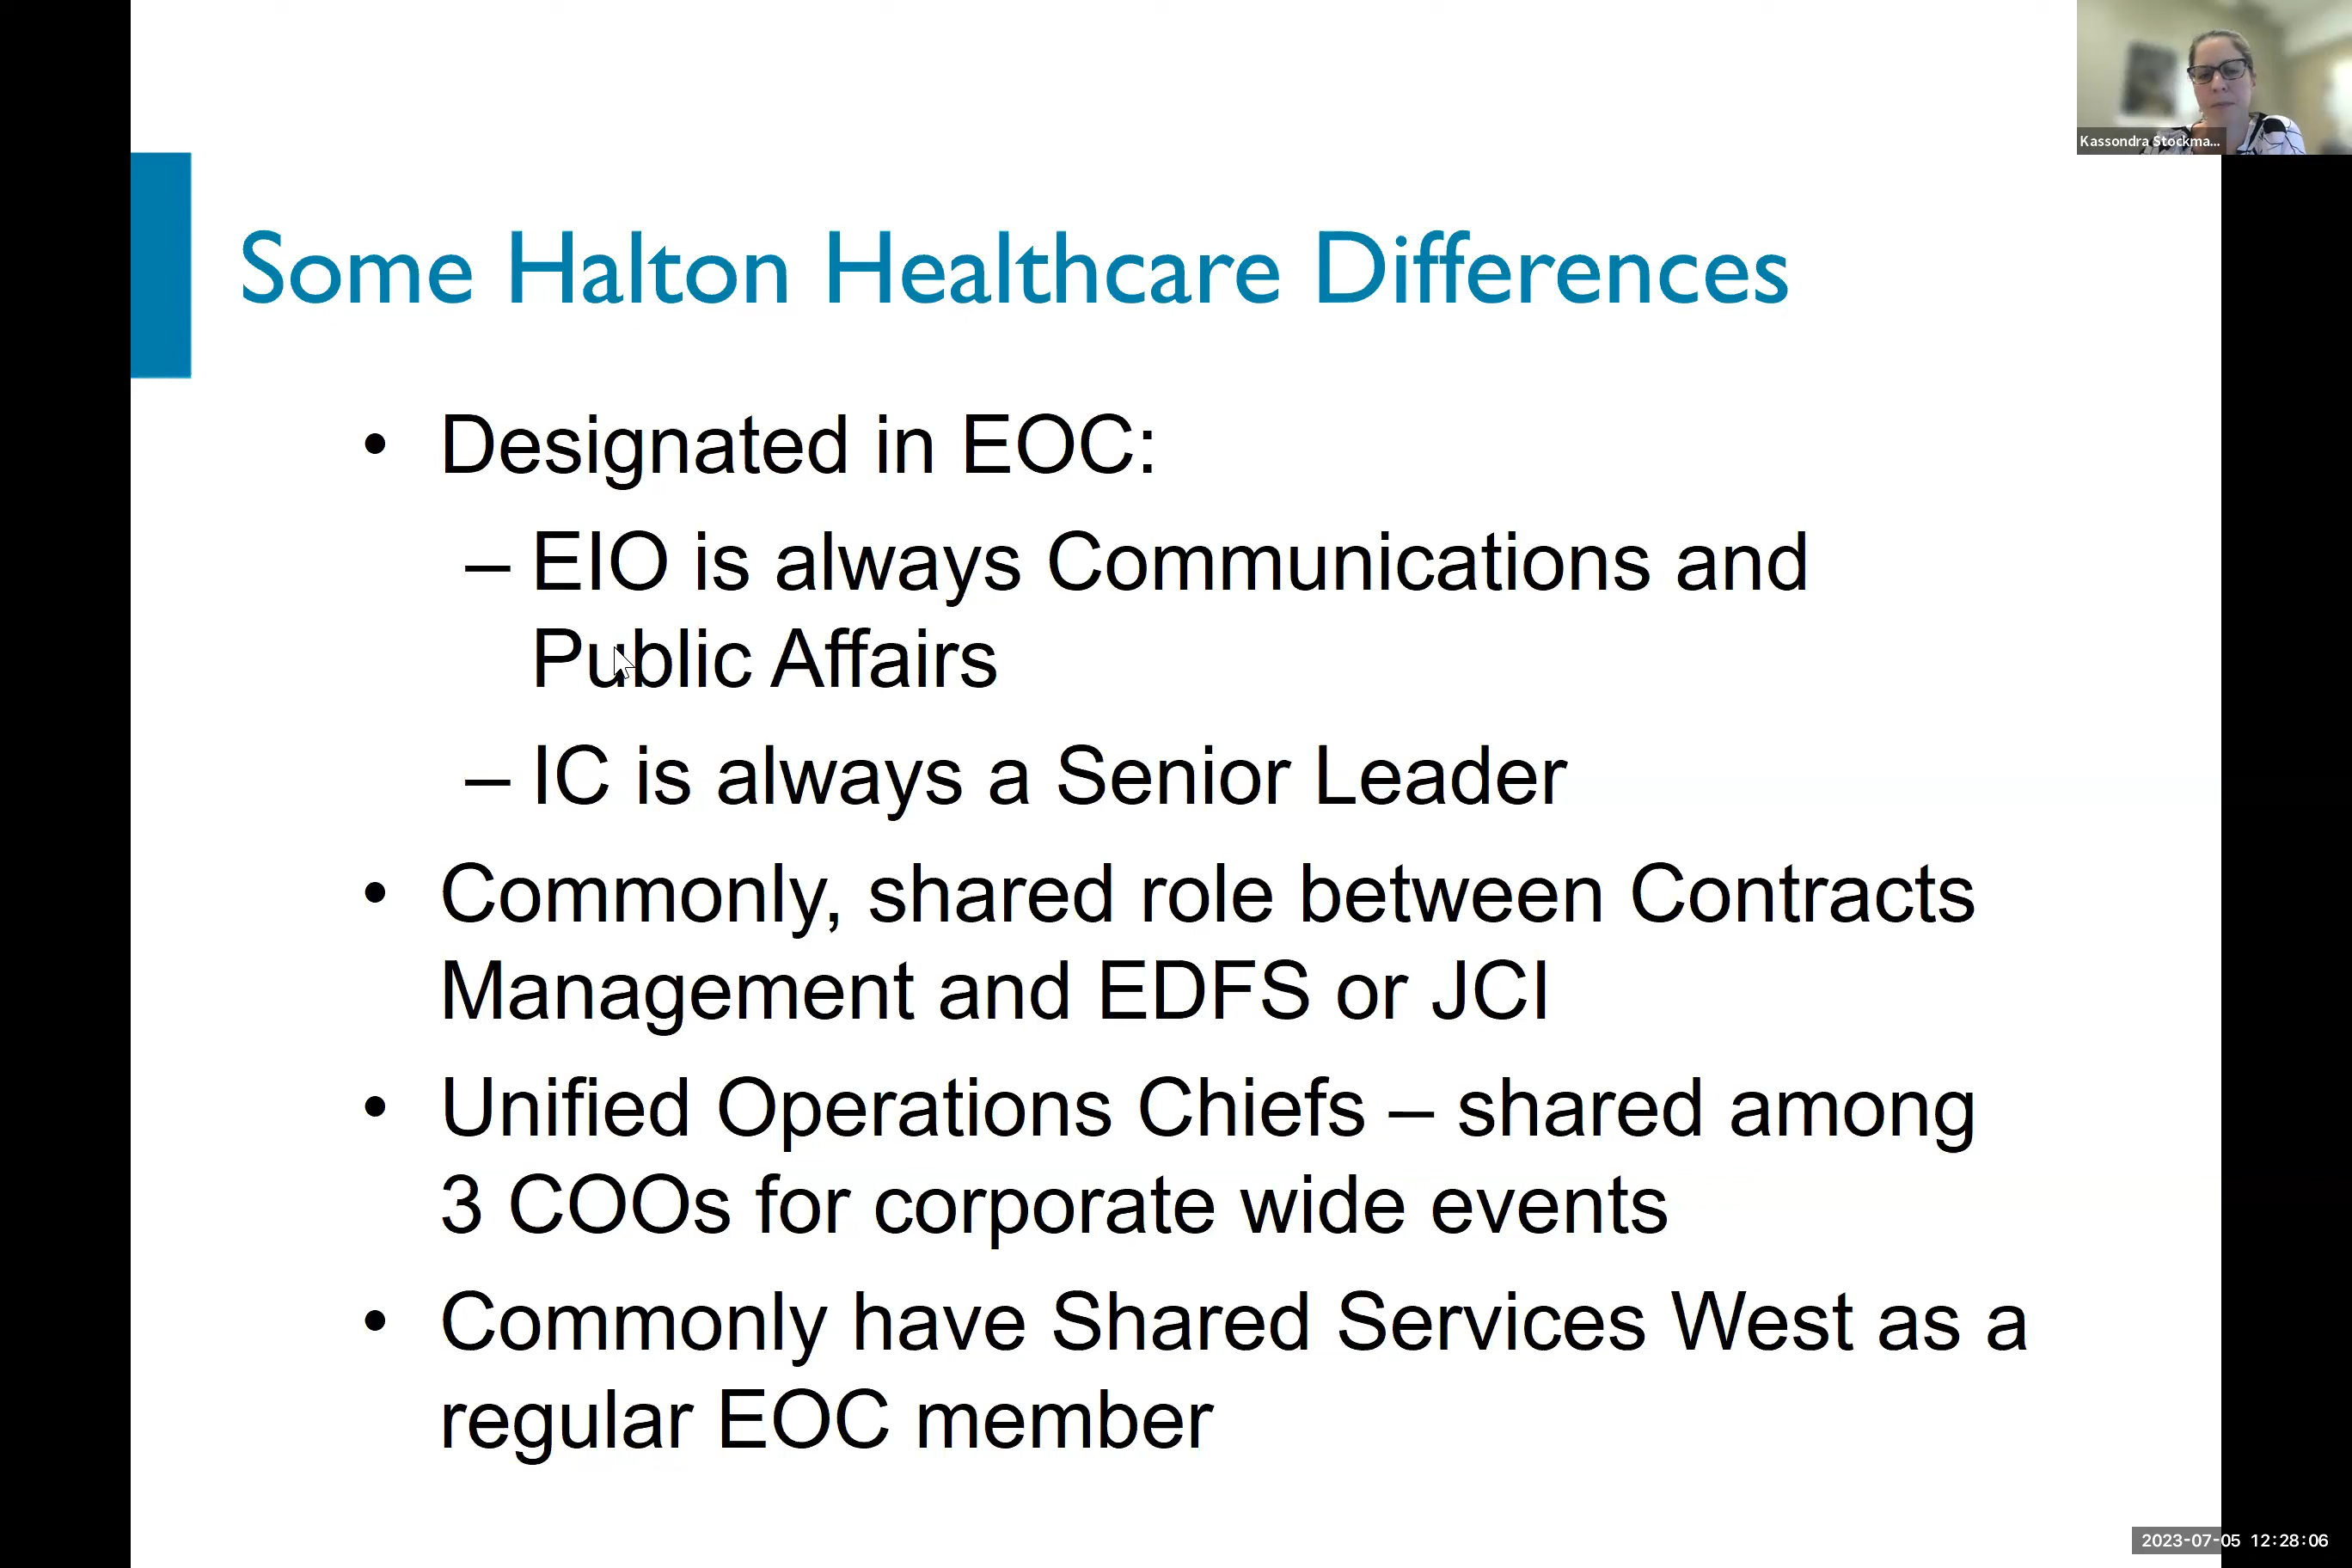 Kassondra Stockma...
Some Halton Healthcare Differences
• Designated in EOC:
– EIO is always Communications and
Public Affairs
– IC is always a Senior Leader
• Commonly, shared role between Contracts
Management and EDFS or JCI
• Unified Operations Chiefs – shared among
3 COOs for corporate wide events
• Commonly have Shared Services West as a
regular EOC member
2023-07-05 12:28:06